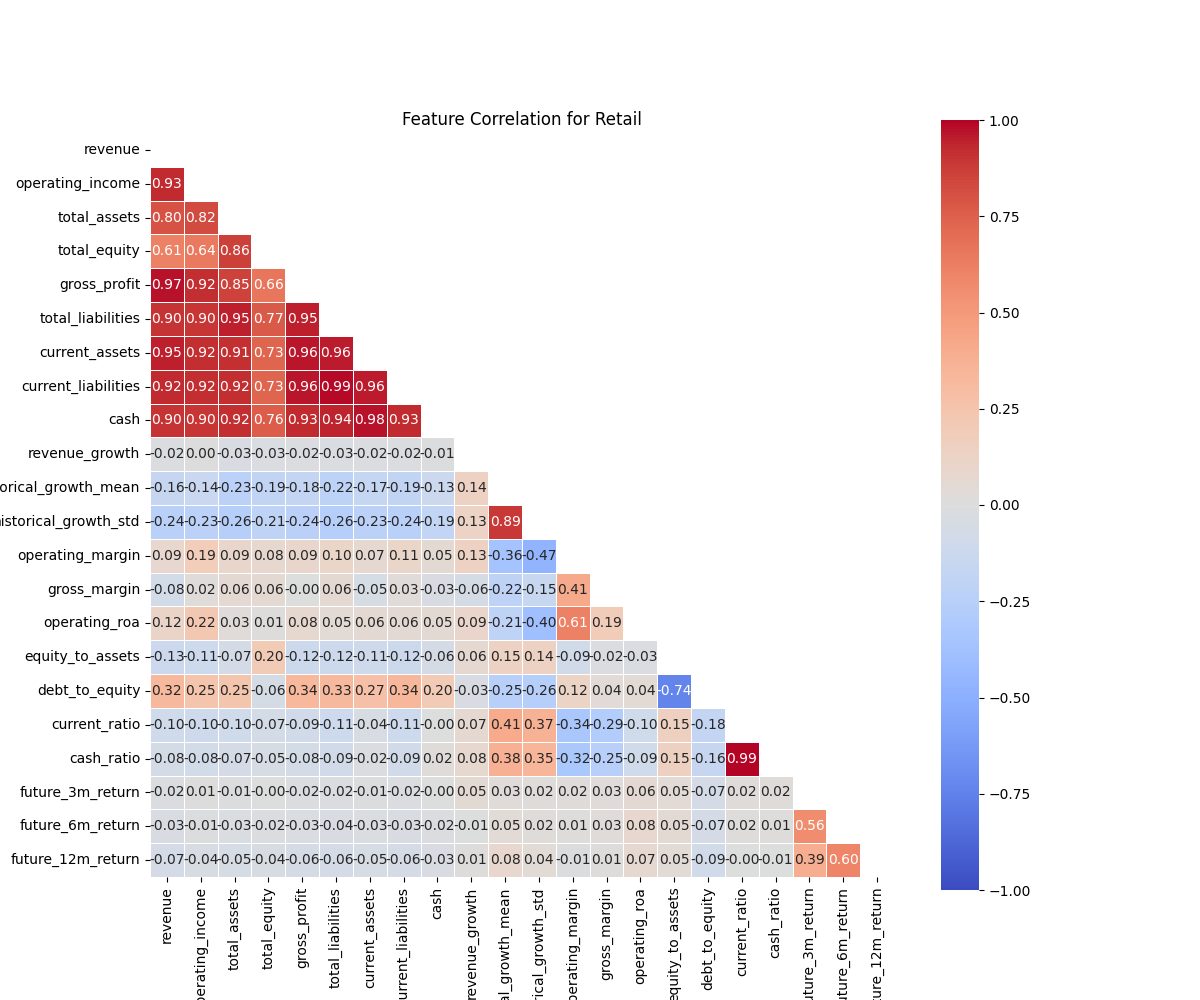 Feature Correlation for Retail
revenue
operating_income 0.93
total_assets 0.80 0.82
total_equity 0.61 0.64 0.86
gross_profit 0.97 0.92 0.85 0.66
total_liabilities 0.90 0.90 0.95 0.77 0.95
current_assets 0.95 0.92 0.91 0.73 0.96 0.96
current_liabilities 0.92 0.92 0.92 0.73 0.96 0.99 0.96
cash 0.90 0.90 0.92 0.76 0.93 0.94 0.98 0.93
revenue_growth -0.02 0.00 -0.03 -0.03 -0.02 -0.03 -0.02 -0.02 -0.01
orical_growth_mean -0.16 -0.14 -0.23 -0.19 -0.18 -0.22 -0.17 -0.19 -0.13 0.14
istorical_growth_std -0.24 -0.23 -0.26 -0.21 -0.24 -0.26 -0.23 -0.24 -0.19 0.13 0.89
operating_margin 0.09 0.19 0.09 0.08 0.09 0.10 0.07 0.11 0.05 0.13 -0.36 -0.47
gross_margin -0.08 0.02 0.06 0.06 -0.00 0.06 -0.05 0.03 -0.03 -0.06 -0.22 -0.15 0.41
operating_roa 0.12 0.22 0.03 0.01 0.08 0.05 0.06 0.06 0.05 0.09 -0.21 -0.40 0.61 0.19
equity_to_assets -0.13 -0.11 -0.07 0.20 -0.12 -0.12 -0.11 -0.12 -0.06 0.06 0.15 0.14 -0.09 -0.02 -0.03
debt_to_equity 0.32 0.25 0.25 -0.06 0.34 0.33 0.27 0.34 0.20 -0.03 -0.25 -0.26 0.12 0.04 0.04 -0.74
current_ratio -0.10 -0.10 -0.10 -0.07 -0.09 -0.11 -0.04 -0.11 -0.00 0.07 0.41 0.37 -0.34 -0.29 -0.10 0.15 -0.18
cash_ratio -0.08 -0.08 -0.07 -0.05 -0.08 -0.09 -0.02 -0.09 0.02 0.08 0.38 0.35 -0.32 -0.25 -0.09 0.15 -0.16 0.99
future_3m_return -0.02 0.01 -0.01 -0.00 -0.02 -0.02 -0.01 -0.02 -0.00 0.05 0.03 0.02 0.02 0.03 0.06 0.05 -0.07 0.02 0.02
future_6m_return -0.03 -0.01 -0.03 -0.02 -0.03 -0.04 -0.03 -0.03 -0.02 -0.01 0.05 0.02 0.01 0.03 0.08 0.05 -0.07 0.02 0.01 0.56
future_12m_return -0.07 -0.04 -0.05 -0.04 -0.06 -0.06 -0.05 -0.06 -0.03 0.01 0.08 0.04 -0.01 0.01 0.07 0.05 -0.09 -0.00 -0.01 0.39 0.60
revenue
perating_income
total_assets
total_equity
gross_profit
total_liabilities
current_assets
urrent_liabilities
cash
revenue_growth
al_growth_mean
rical_growth_std
perating_margin
gross_margin
operating_roa
equity_to_assets
debt_to_equity
current_ratio
cash_ratio
uture_3m_return
uture_6m_return
ure_12m_return
1.00
0.75
0.50
0.25
0.00
−0.25
−0.50
−0.75
−1.00